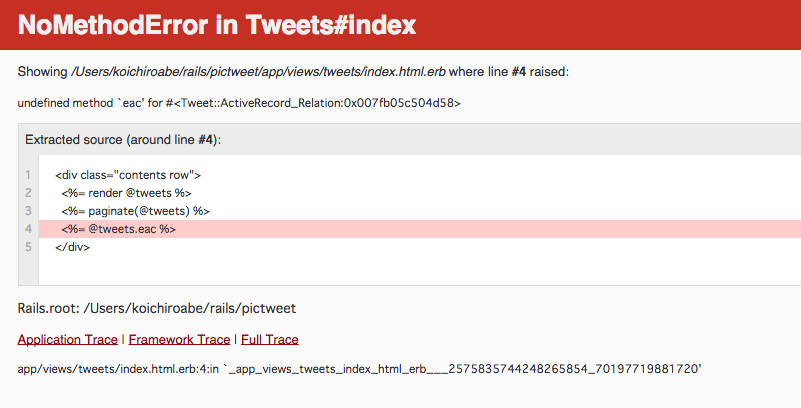 NoMethodError in Tweets#index
Showing /Users/koichiroabe/rails/pictweet/app/views/tweets/index.html.erb where line #4 raised:
undefined method `eac' for #<Tweet::ActiveRecord_Relation:0x007fb05c504d58>
Extracted source (around line #4):
1 <div class="contents row">
2 <%= render @tweets %>
3 <%= paginate(@tweets) %>
4 <%= @tweets.eac %>
5 </div>
Rails.root: /Users/koichiroabe/rails/pictweet
Application Trace | Framework Trace | Full Trace
app/views/tweets/index.html.erb:4:in `_app_views_tweets_index_html_erb___2575835744248265854_70197719881720'